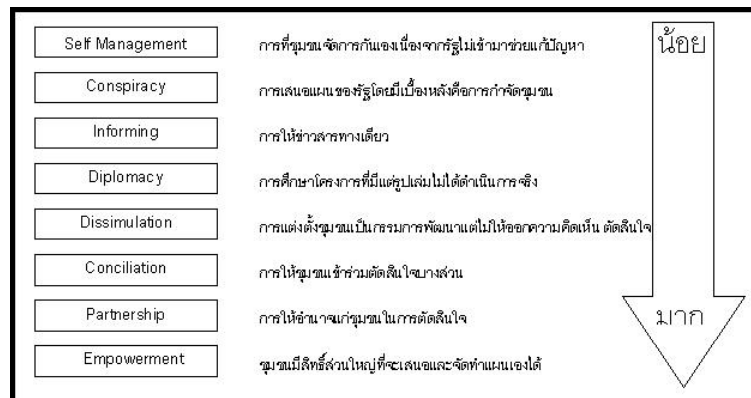 Self Management การที่ชุมชนจัดการกันเองเนื่องจากรัฐไม่เข้ามาช่วยแก้ปัญหา น้อย
Conspiracy การเสนอแผนของรัฐโดยมีเบื้องหลังคือการกำจัดชุมชน
Informing การให้ข่าวสารทางเดียว
Diplomacy การศึกษาโครงการที่มีแต่รูปเล่มไม่ได้ดำเนินการจริง
Dissimulation การแต่งตั้งชุมชนเป็นกรรมการพัฒนาแต่ไม่ให้ออกความคิดเห็น ตัดสินใจ
Conciliation การให้ชุมชนเข้าร่วมตัดสินใจบางส่วน
Partnership การให้อำนาจแก่ชุมชนในการตัดสินใจ มาก
Empowerment ชุมชนมีสิทธิ์ส่วนใหญ่ที่จะเสนอและจัดทำแผนเองได้